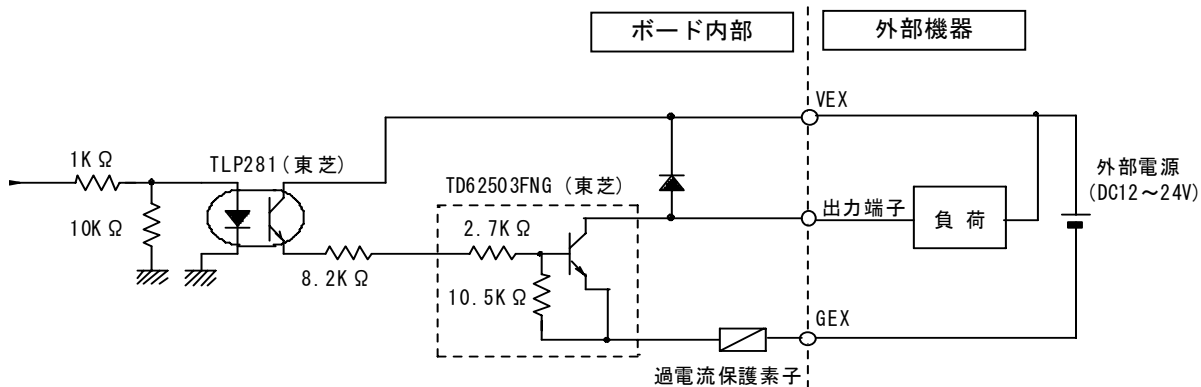 ボード内部
外部機器
VEX
1KΩ
TLP281(東芝)
TD62503FNG (東芝)
外部電源
(DC12～24V)
10KΩ
2.7KΩ
出力端子
負 荷
8.2KΩ
10.5KΩ
GEX
過電流保護素子